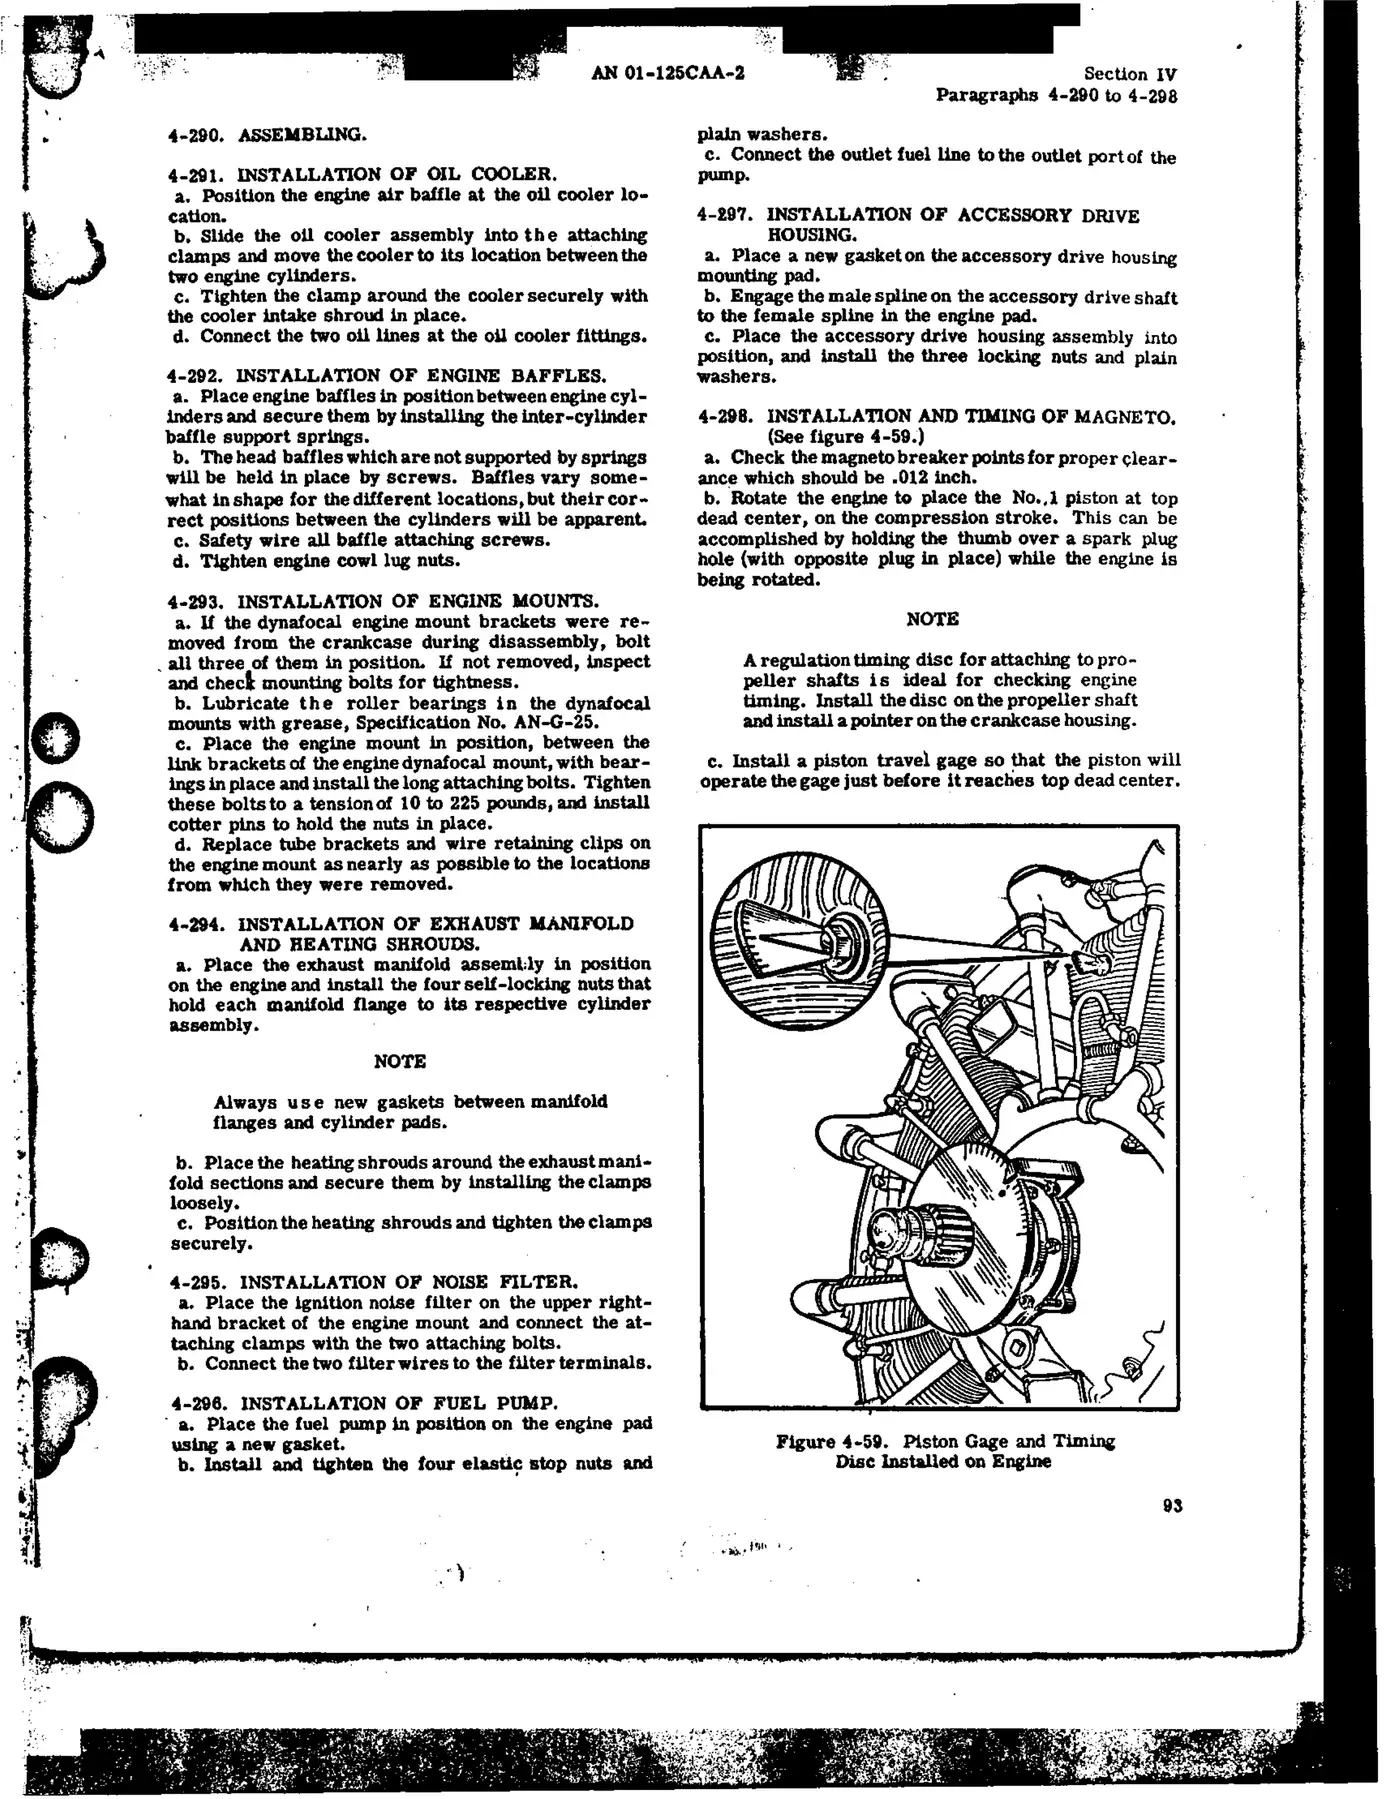 AN 01-125CAA-2
Section IV
Paragraphs 4-290 to 4-298
4-290. ASSEMBLING.
4-291. INSTALLATION OF OIL COOLER.
a. Position the engine air baffle at the oil cooler lo-
cation.
b. Slide the oil cooler assembly into the attaching
clamps and move the cooler to its location between the
two engine cylinders.
c. Tighten the clamp around the cooler securely with
the cooler intake shroud in place.
d. Connect the two oil lines at the oil cooler fittings.
4-292. INSTALLATION OF ENGINE BAFFLES.
a. Place engine baffles in position between engine cyl-
inders and secure them by installing the inter-cylinder
baffle support springs.
b. The head baffles which are not supported by springs
will be held in place by screws. Baffles vary some-
what in shape for the different locations, but their cor-
rect positions between the cylinders will be apparent.
c. Safety wire all baffle attaching screws.
d. Tighten engine cowl lug nuts.
4-293. INSTALLATION OF ENGINE MOUNTS.
a. If the dynafocal engine mount brackets were re-
moved from the crankcase during disassembly, bolt
all three of them in position. If not removed, inspect
and check mounting bolts for tightness.
b. Lubricate the roller bearings in the dynafocal
mounts with grease, Specification No. AN-G-25.
c. Place the engine mount in position, between the
link brackets of the engine dynafocal mount, with bear-
ings in place and install the long attaching bolts. Tighten
these bolts to a tension of 10 to 225 pounds, and install
cotter pins to hold the nuts in place.
d. Replace tube brackets and wire retaining clips on
the engine mount as nearly as possible to the locations
from which they were removed.
4-294. INSTALLATION OF EXHAUST MANIFOLD
AND HEATING SHROUDS.
a. Place the exhaust manifold assembly in position
on the engine and install the four self-locking nuts that
hold each manifold flange to its respective cylinder
assembly.
NOTE
Always use new gaskets between manifold
flanges and cylinder pads.
b. Place the heating shrouds around the exhaust mani-
fold sections and secure them by installing the clamps
loosely.
c. Position the heating shrouds and tighten the clamps
securely.
4-295. INSTALLATION OF NOISE FILTER.
a. Place the ignition noise filter on the upper right-
hand bracket of the engine mount and connect the at-
taching clamps with the two attaching bolts.
b. Connect the two filter wires to the filter terminals.
4-296. INSTALLATION OF FUEL PUMP.
a. Place the fuel pump in position on the engine pad
using a new gasket.
b. Install and tighten the four elastic stop nuts and
plain washers.
c. Connect the outlet fuel line to the outlet port of the
pump.
4-297. INSTALLATION OF ACCESSORY DRIVE
HOUSING.
a. Place a new gasket on the accessory drive housing
mounting pad.
b. Engage the male spline on the accessory drive shaft
to the female spline in the engine pad.
c. Place the accessory drive housing assembly into
position, and install the three locking nuts and plain
washers.
4-298. INSTALLATION AND TIMING OF MAGNETO.
(See figure 4-59.)
a. Check the magneto breaker points for proper clear-
ance which should be .012 inch.
b. Rotate the engine to place the No. 1 piston at top
dead center, on the compression stroke. This can be
accomplished by holding the thumb over a spark plug
hole (with opposite plug in place) while the engine is
being rotated.
NOTE
A regulation timing disc for attaching to pro-
peller shafts is ideal for checking engine
timing. Install the disc on the propeller shaft
and install a pointer on the crankcase housing.
c. Install a piston travel gage so that the piston will
operate the gage just before it reaches top dead center.
Figure 4-59. Piston Gage and Timing
Disc Installed on Engine
93